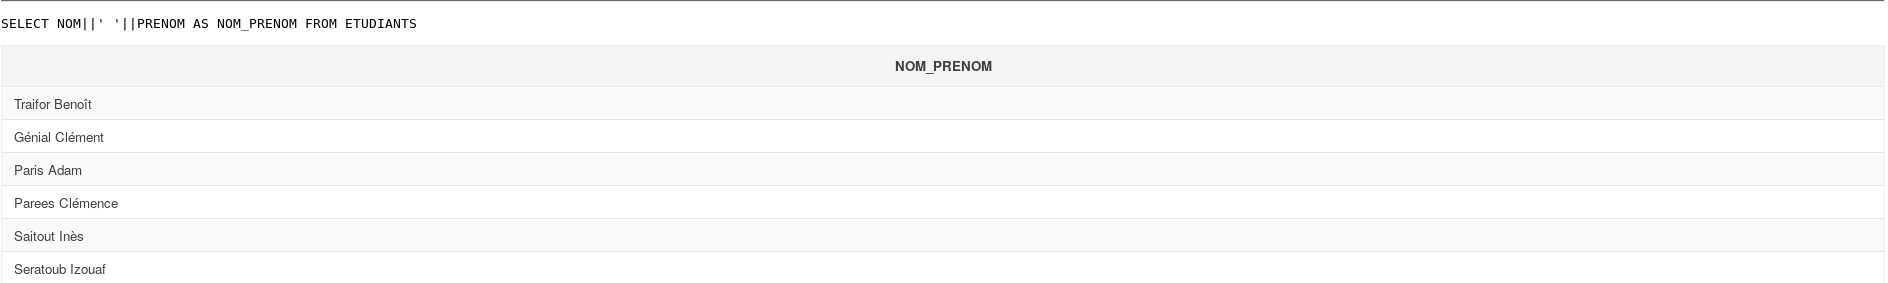 SELECT NOM||' '||PRENOM AS NOM_PRENOM FROM ETUDIANTS
NOM_PRENOM
Traifor Benoît
Génial Clément
Paris Adam
Parees Clémence
Saitout Inès
Seratoub Izouaf